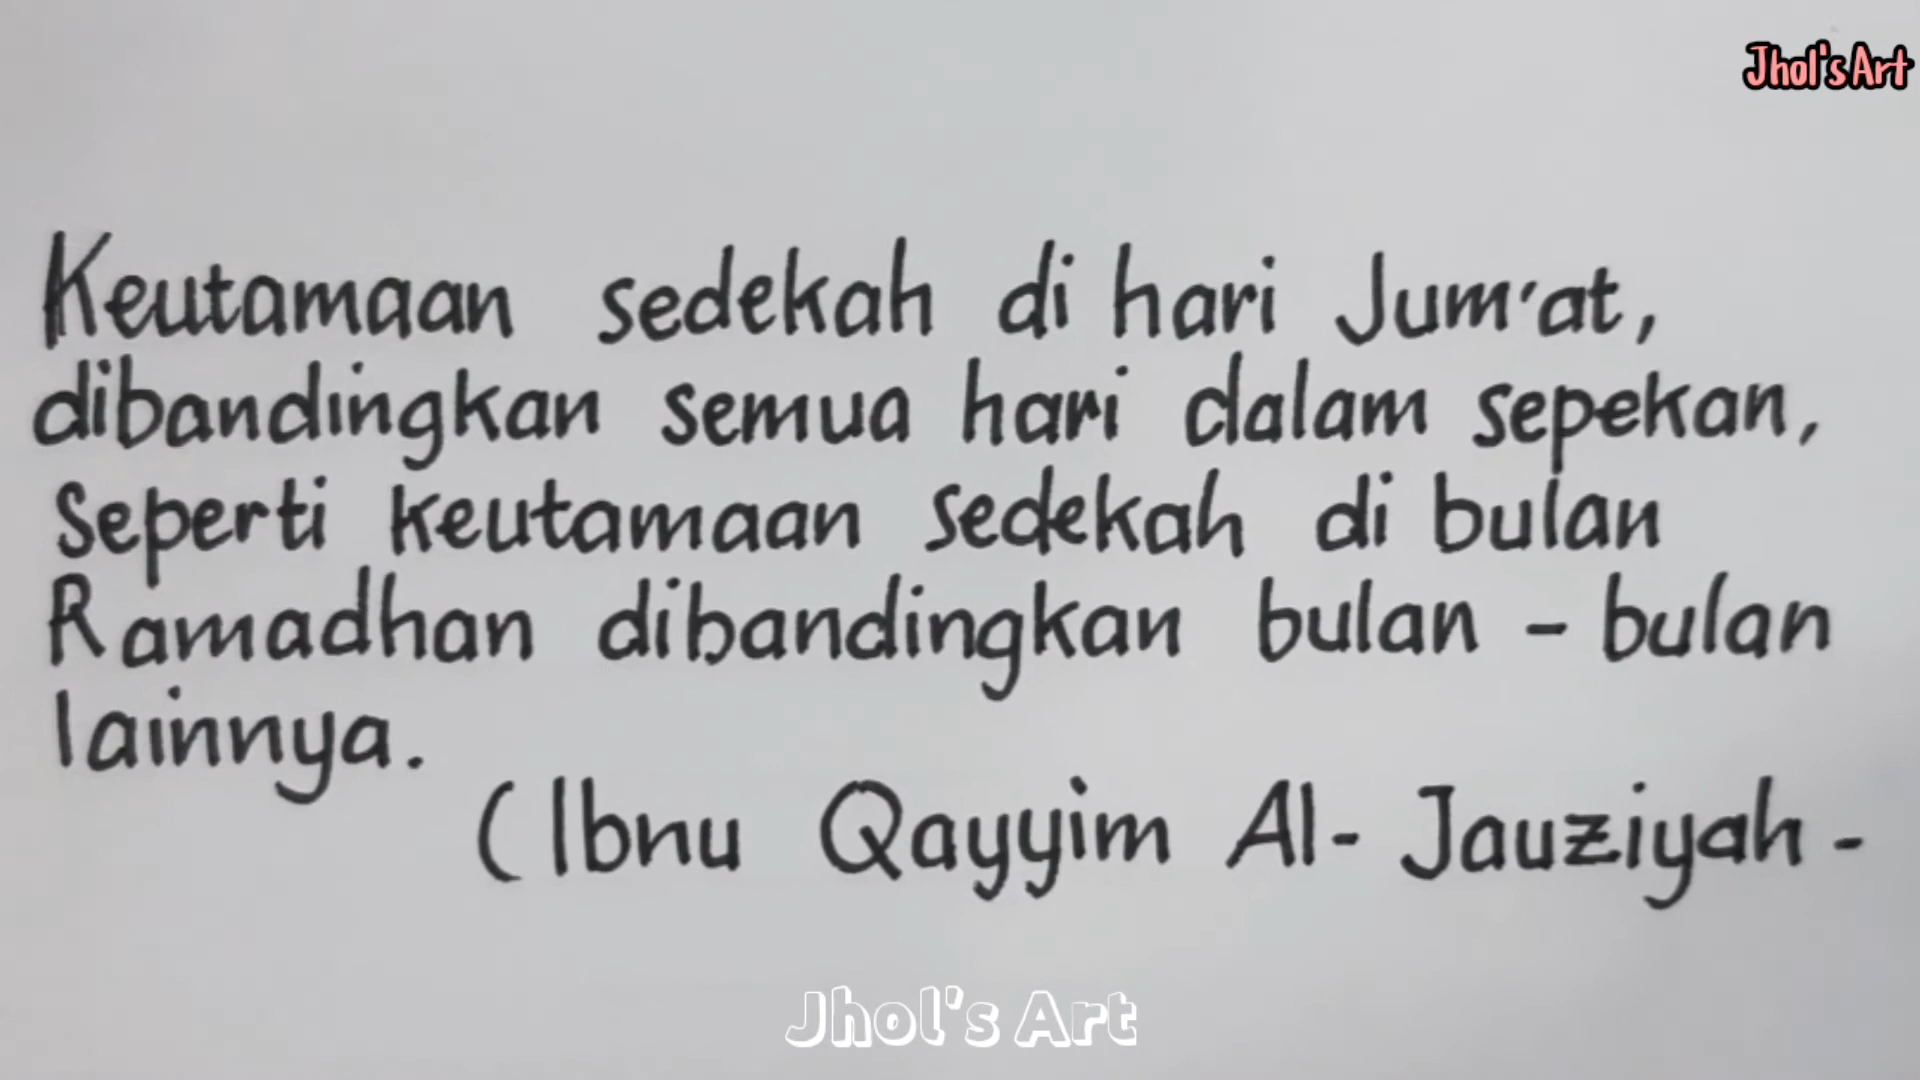 Jhol's Art
Keutamaan sedekah di hari Jum'at,
dibandingkan semua hari dalam sepekan,
Seperti keutamaan sedekah di bulan
Ramadhan dibandingkan bulan - bulan
lainnya.
(Ibnu Qayyim Al- Jauziyah -
Jhol's Art